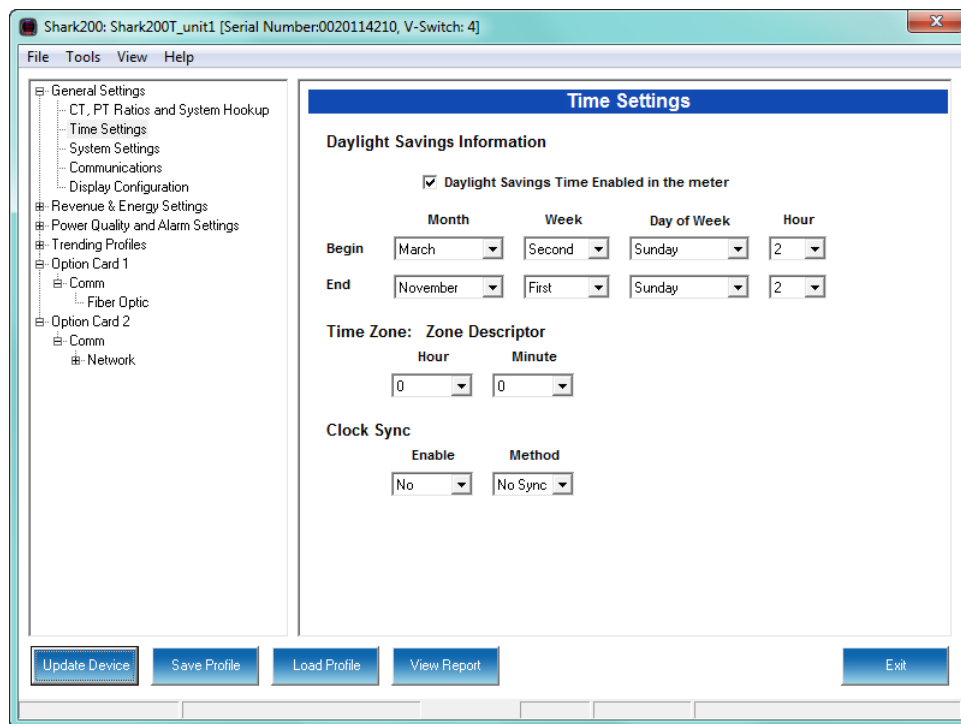 Shark200: Shark200T_unit1 [Serial Number:0020114210, V-Switch: 4]
File Tools View Help
General Settings
CT, PT Ratios and System Hookup
Time Settings
System Settings
Communications
Display Configuration
Revenue & Energy Settings
Power Quality and Alarm Settings
Trending Profiles
Option Card 1
Comm
Fiber Optic
Option Card 2
Comm
Network
Time Settings
Daylight Savings Information
Daylight Savings Time Enabled in the meter
Month Week Day of Week Hour
Begin March Second Sunday 2
End November First Sunday 2
Time Zone: Zone Descriptor
Hour Minute
0 0
Clock Sync
Enable Method
No No Sync
Update Device Save Profile Load Profile View Report Exit